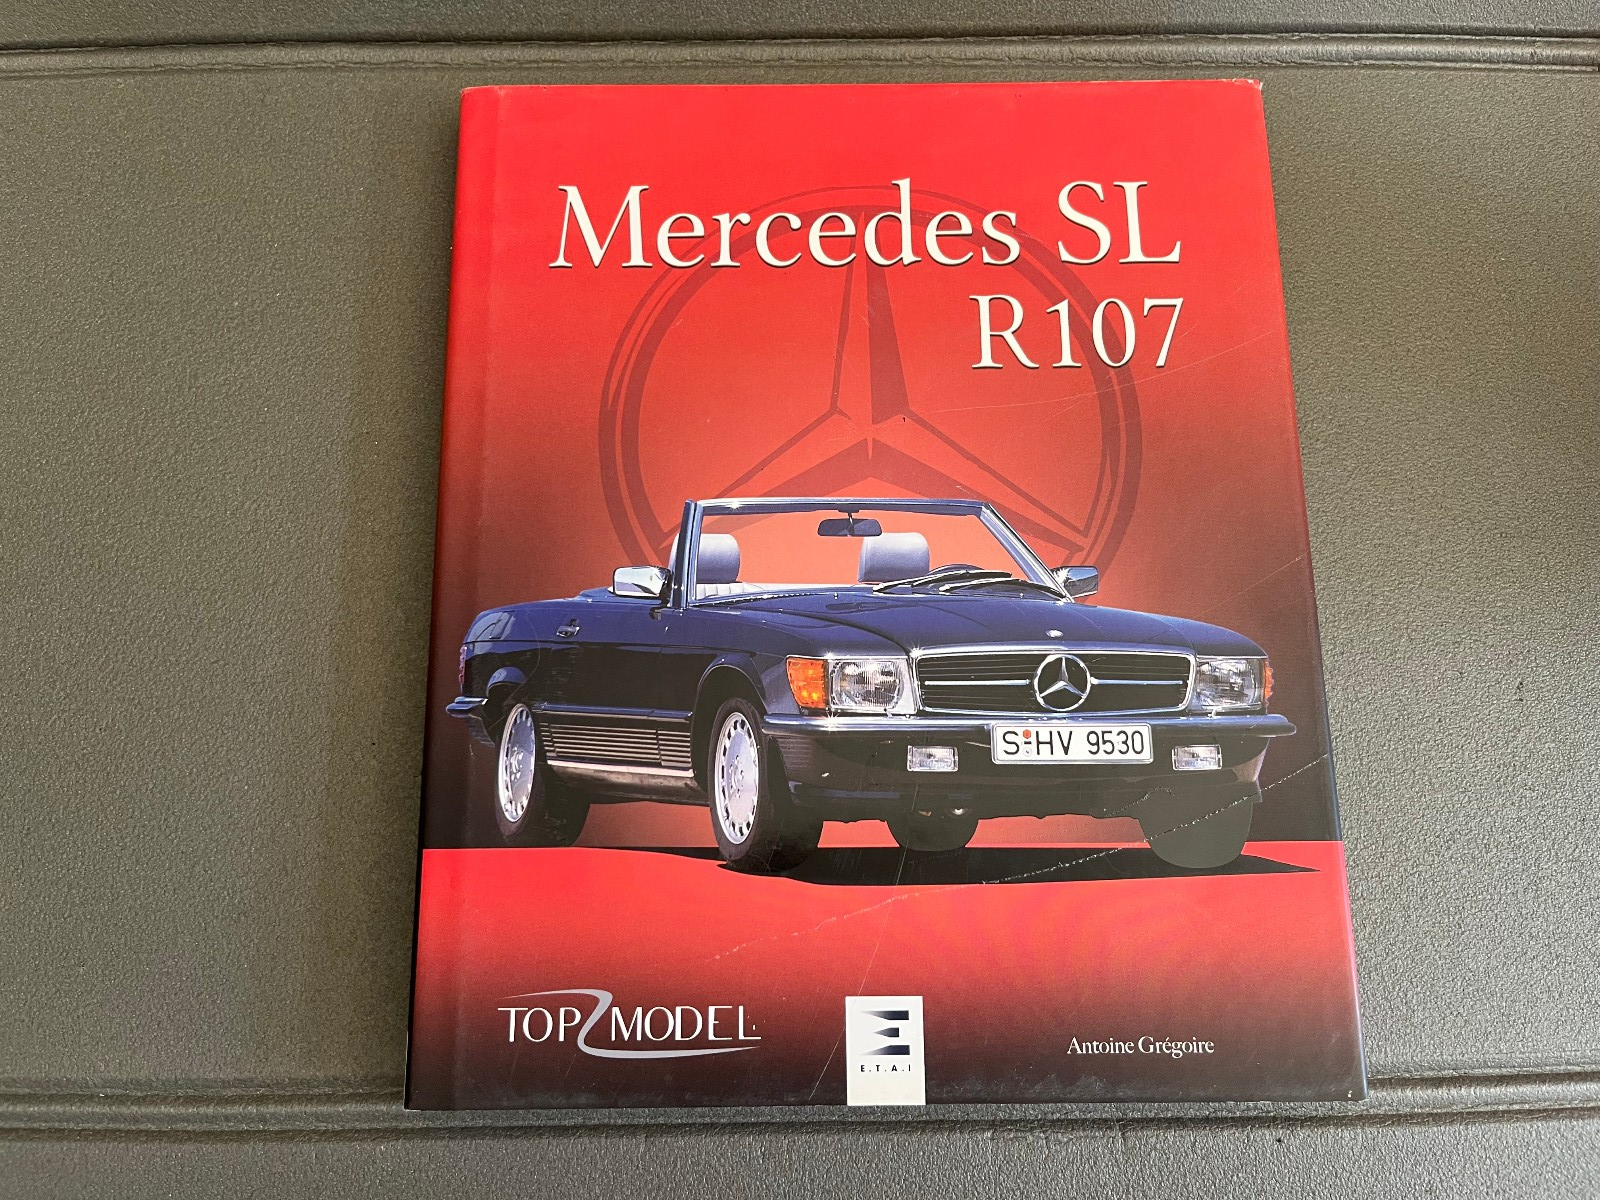 Mercedes SL
R107
S-HV 9530
TOP MODEL
E.T.A.I
Antoine Grégoire